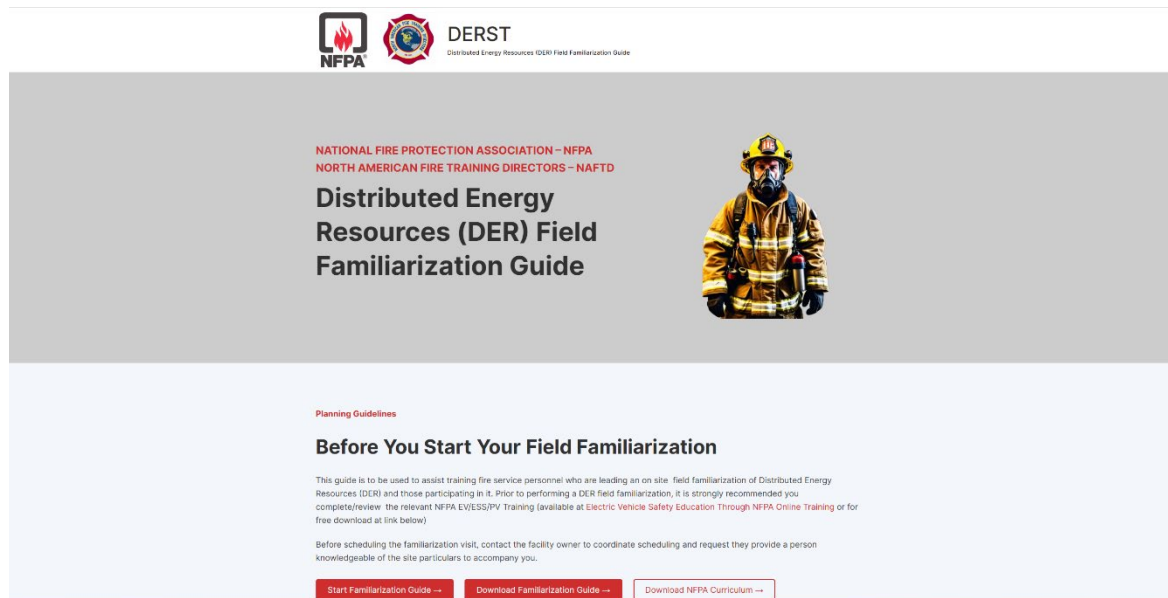 NFPA
DERST
Distributed Energy Resources (DER) Field Familiarization Guide
NATIONAL FIRE PROTECTION ASSOCIATION – NFPA
NORTH AMERICAN FIRE TRAINING DIRECTORS – NAFTD
Distributed Energy
Resources (DER) Field
Familiarization Guide
Planning Guidelines
Before You Start Your Field Familiarization
This guide is to be used to assist training fire service personnel who are leading an on site field familiarization of Distributed Energy
Resources (DER) and those participating in it. Prior to performing a DER field familiarization, it is strongly recommended you
complete/review the relevant NFPA EV/ESS/PV Training (available at Electric Vehicle Safety Education Through NFPA Online Training or for
free download at link below)
Before scheduling the familiarization visit, contact the facility owner to coordinate scheduling and request they provide a person
knowledgeable of the site particulars to accompany you.
Start Familiarization Guide →
Download Familiarization Guide →
Download NFPA Curriculum →